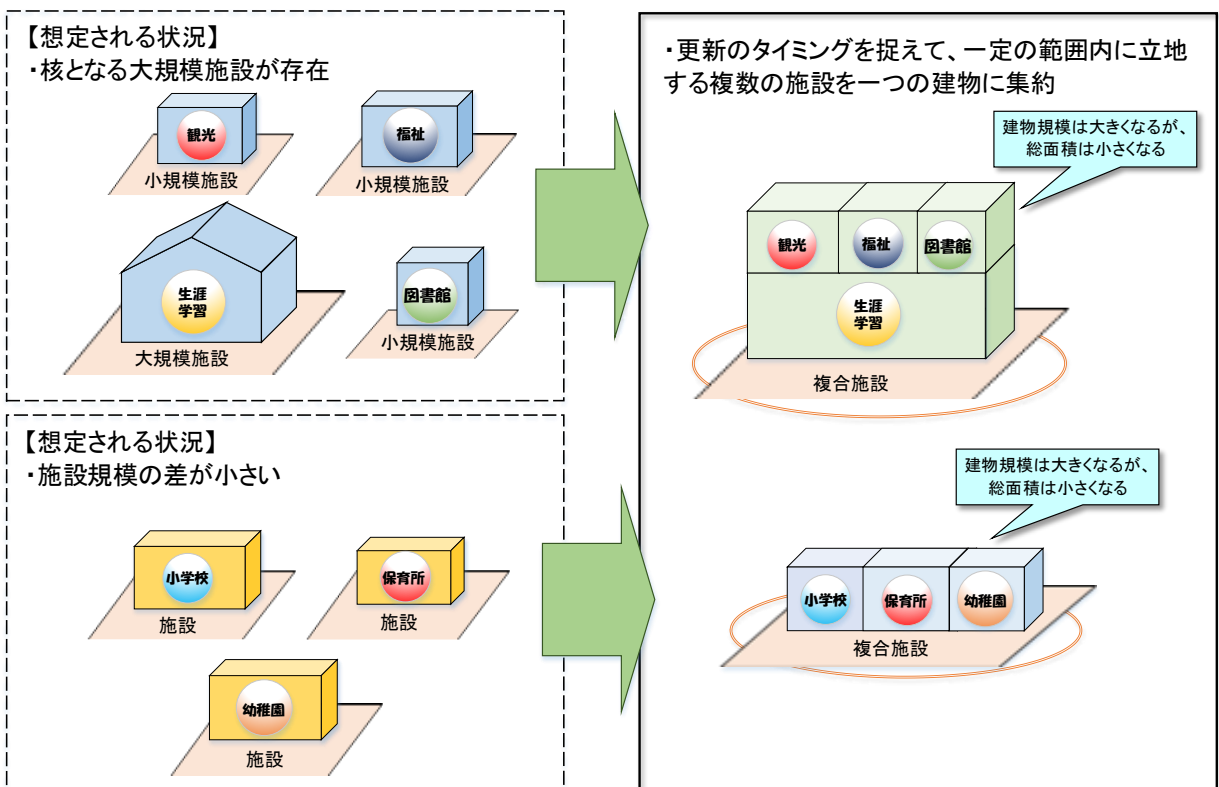 【想定される状況】
・核となる大規模施設が存在
観光
小規模施設
福祉
小規模施設
生涯
学習
大規模施設
図書館
小規模施設
【想定される状況】
・施設規模の差が小さい
小学校
施設
保育所
施設
幼稚園
施設
・更新のタイミングを捉えて、一定の範囲内に立地
する複数の施設を一つの建物に集約
建物規模は大きくなるが、
総面積は小さくなる
観光
福祉
図書館
生涯
学習
複合施設
建物規模は大きくなるが、
総面積は小さくなる
小学校
保育所
幼稚園
複合施設